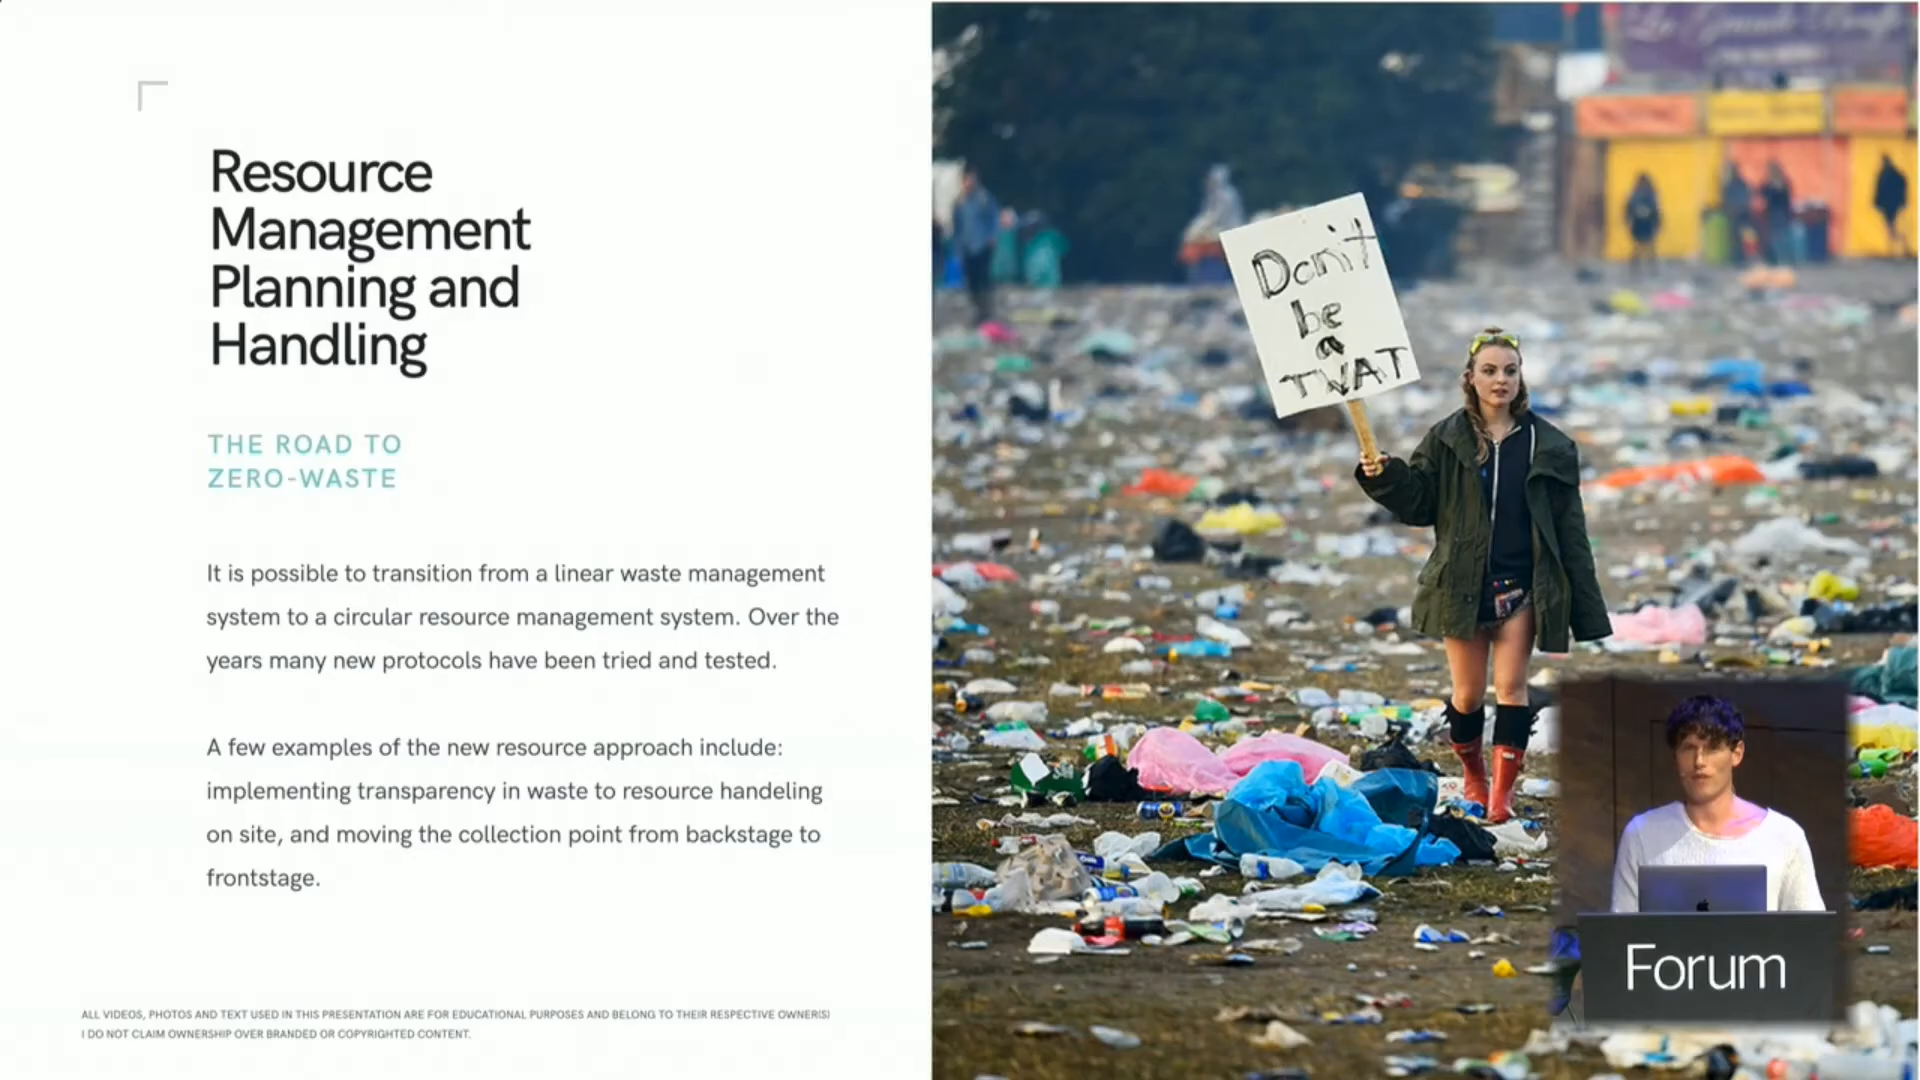 Resource
Management
Planning and
Handling
THE ROAD TO
ZERO-WASTE
It is possible to transition from a linear waste management
system to a circular resource management system. Over the
years many new protocols have been tried and tested.
A few examples of the new resource approach include:
implementing transparency in waste to resource handeling
on site, and moving the collection point from backstage to
frontstage.
ALL VIDEOS, PHOTOS AND TEXT USED IN THIS PRESENTATION ARE FOR EDUCATIONAL PURPOSES AND BELONG TO THEIR RESPECTIVE OWNER(S)
I DO NOT CLAIM OWNERSHIP OVER BRANDED OR COPYRIGHTED CONTENT.
Don't
be
a
TWAT
Forum